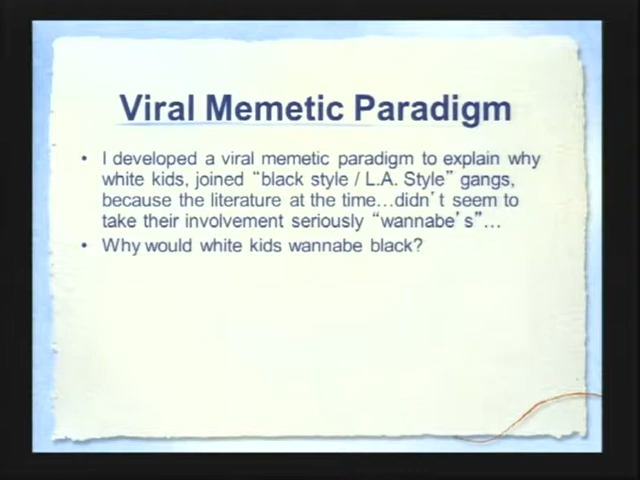 Viral Memetic Paradigm
• I developed a viral memetic paradigm to explain why
white kids, joined “black style / L.A. Style” gangs,
because the literature at the time…didn’t seem to
take their involvement seriously “wannabe’s”…
• Why would white kids wannabe black?